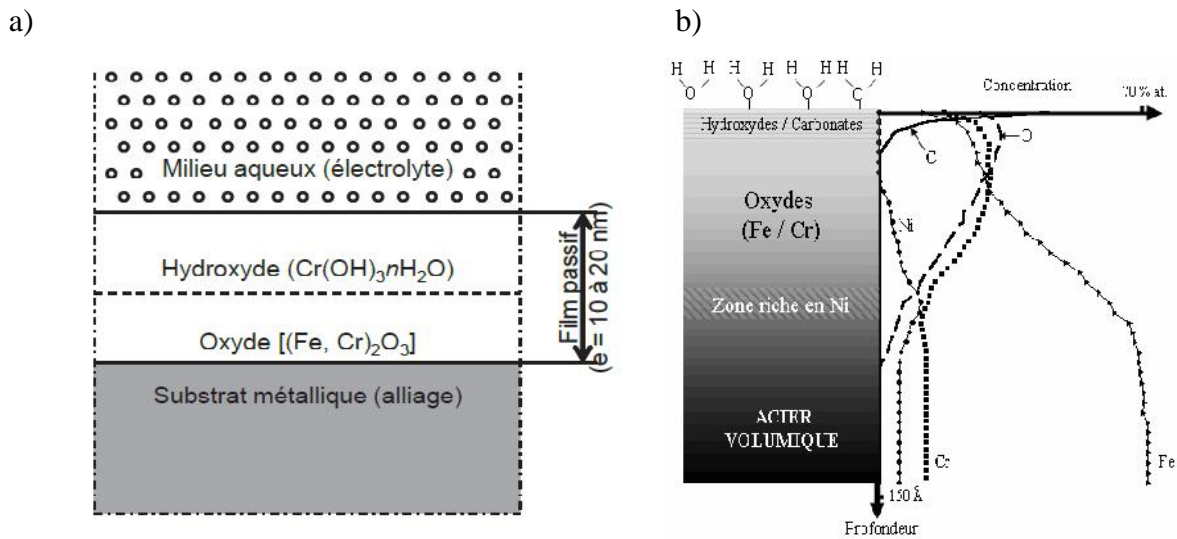 a)
Milieu aqueux (électrolyte)
Hydroxyde (Cr(OH)₃nH₂O)
Oxyde [(Fe, Cr)₂O₃]
Substrat métallique (alliage)
Film passif
(e = 10 à 20 nm)
b)
H H H H H H H H
O O O O
Concentration
70 % at.
Hydroxydes / Carbonates
C
O
Oxydes
(Fe / Cr)
Ni
Zone riche en Ni
ACIER
VOLUMIQUE
Cr
Fe
150 Å
Profondeur